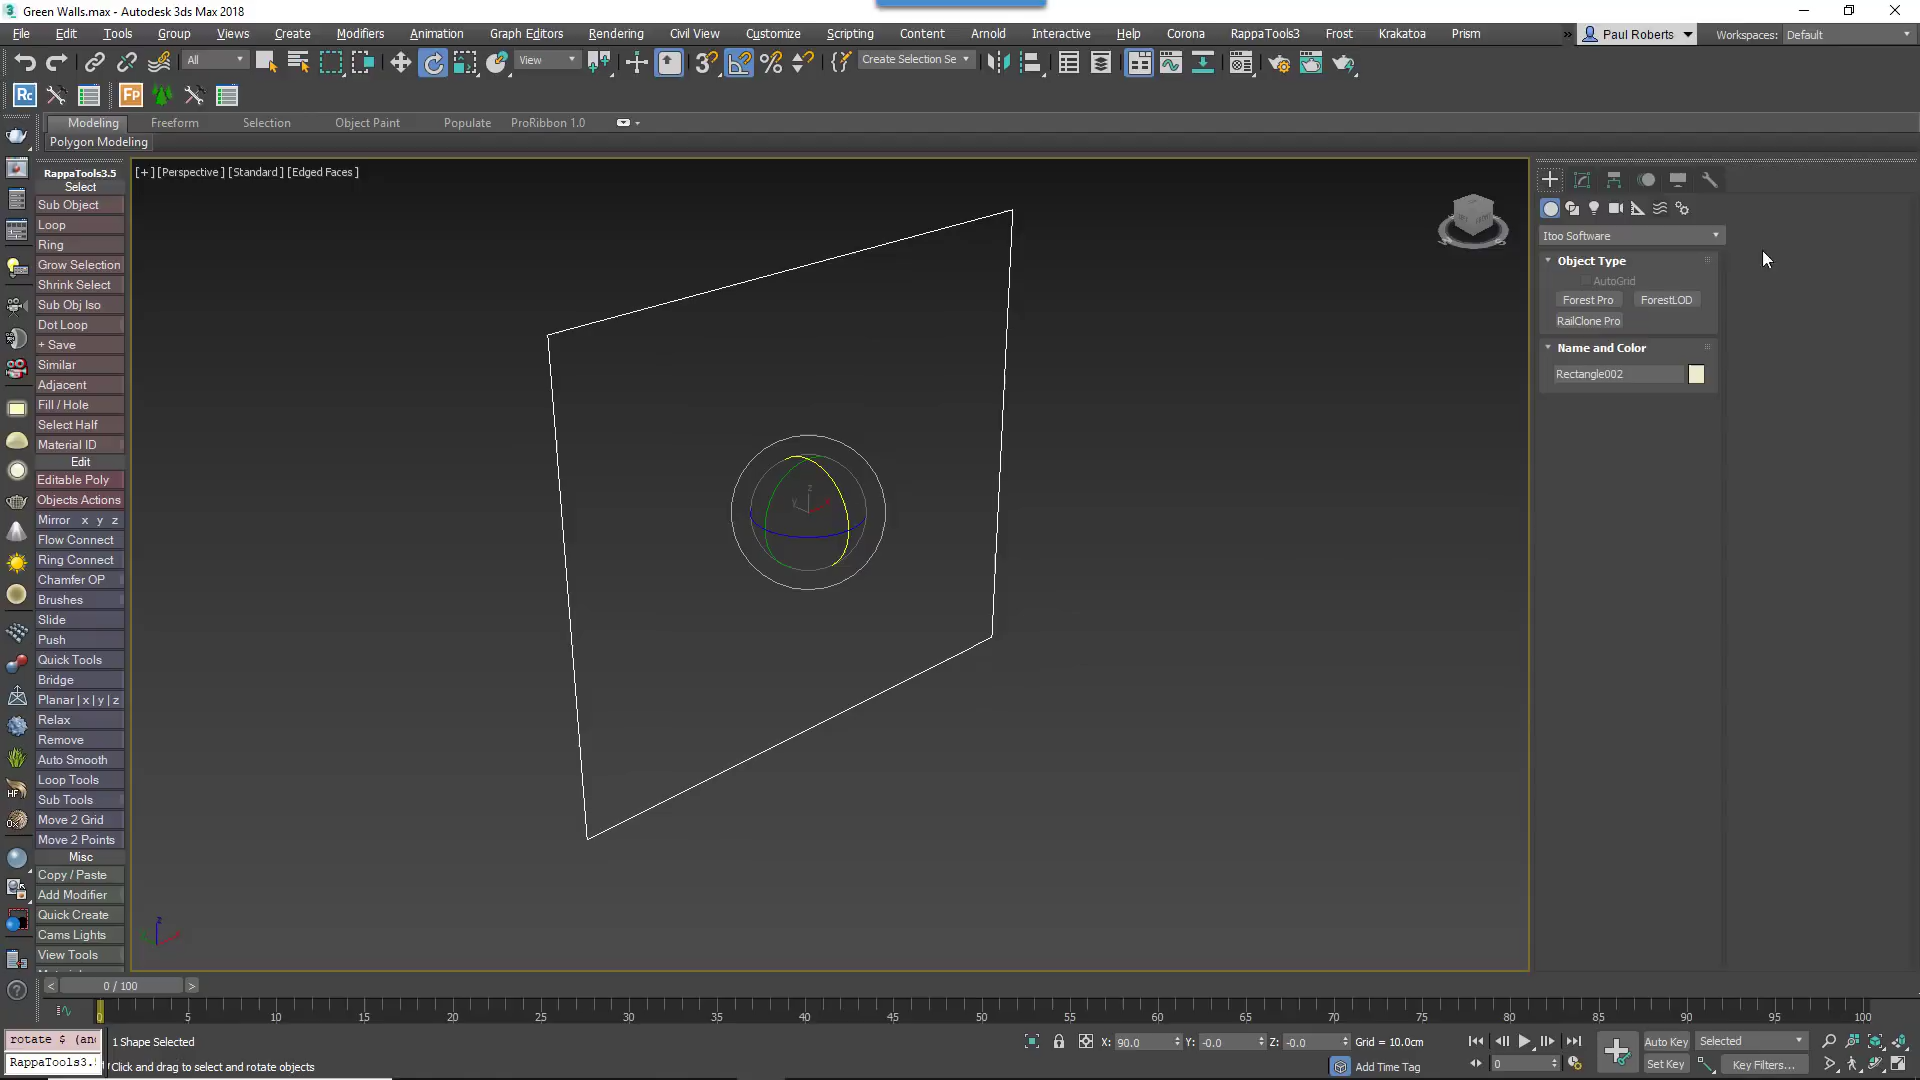 Green Walls.max - Autodesk 3ds Max 2018
File Edit Tools Group Views Create Modifiers Animation Graph Editors Rendering Civil View Customize Scripting Content Arnold Interactive Help Corona RappaTools3 Frost Krakatoa Prism » Paul Roberts Workspaces: Default
All View 3 Create Selection Se
Rc Fp
Modeling Freeform Selection Object Paint Populate ProRibbon 1.0
Polygon Modeling
[+] [Perspective] [Standard] [Edged Faces]
RappaTools3.5
Select
Sub Object
Loop
Ring
Grow Selection
Shrink Select
Sub Obj Iso
Dot Loop
+ Save
Similar
Adjacent
Fill / Hole
Select Half
Material ID
Edit
Editable Poly
Objects Actions
Mirror x y z
Flow Connect
Ring Connect
Chamfer OP
Brushes
Slide
Push
Quick Tools
Bridge
Planar | x | y | z
Relax
Remove
Auto Smooth
Loop Tools
Sub Tools
Move 2 Grid
Move 2 Points
Misc
Copy / Paste
Add Modifier
Quick Create
Cams Lights
View Tools
HF
z
y
z
Itoo Software
Object Type
AutoGrid
Forest Pro ForestLOD
RailClone Pro
Name and Color
Rectangle002
< 0 / 100 >
0 5 10 15 20 25 30 35 40 45 50 55 60 65 70 75 80 85 90 95 100
rotate $ (an
RappaTools3.
1 Shape Selected
Click and drag to select and rotate objects
X: 90.0 Y: -0.0 Z: -0.0 Grid = 10.0cm
Add Time Tag
0
Auto Key Selected
Set Key Key Filters...